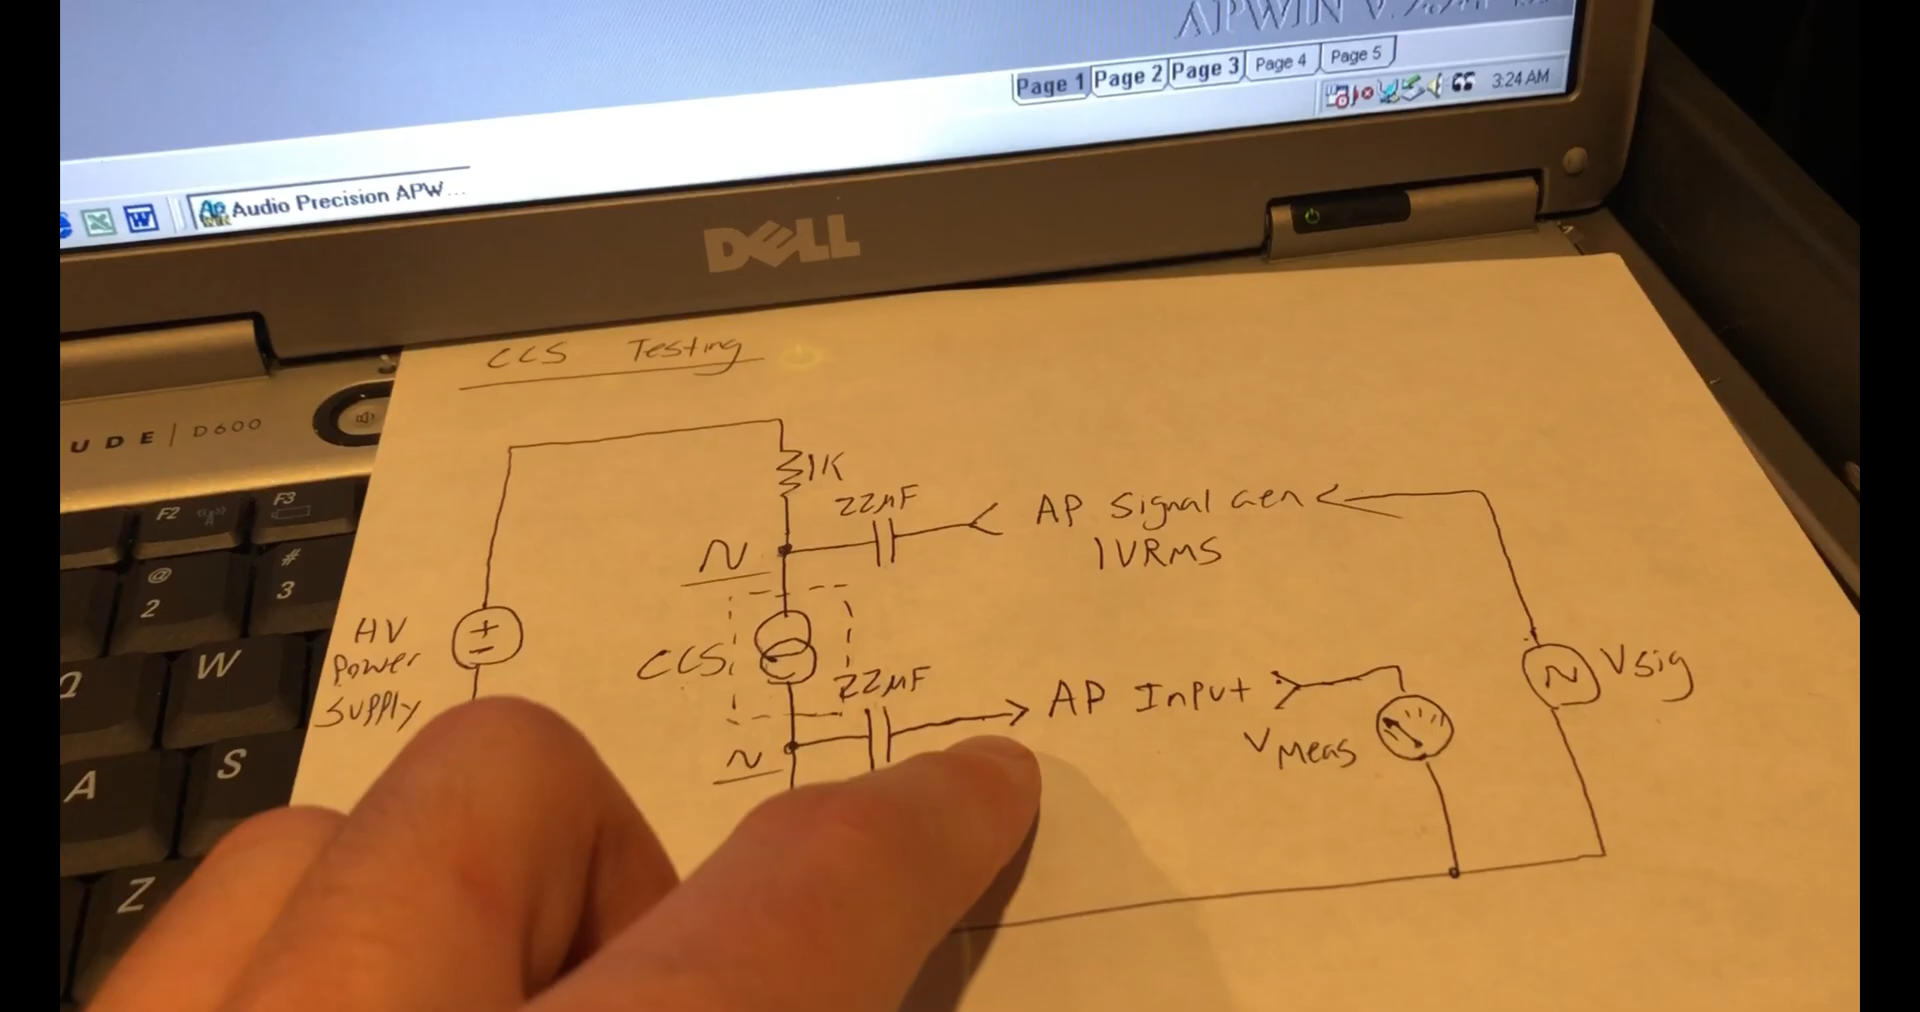 APWIN V.
Page 1 Page 2 Page 3 Page 4 Page 5
3:24 AM
W
Audio Precision APW...
DELL
UDE | D600
CCS Testing
1K
22µF
AP Signal Gen
1VRMS
HV
Power
Supply
CCS
22µF
AP Input
VMeas
Vsig
F2
F3
@
2
#
3
Q
W
A
S
Z